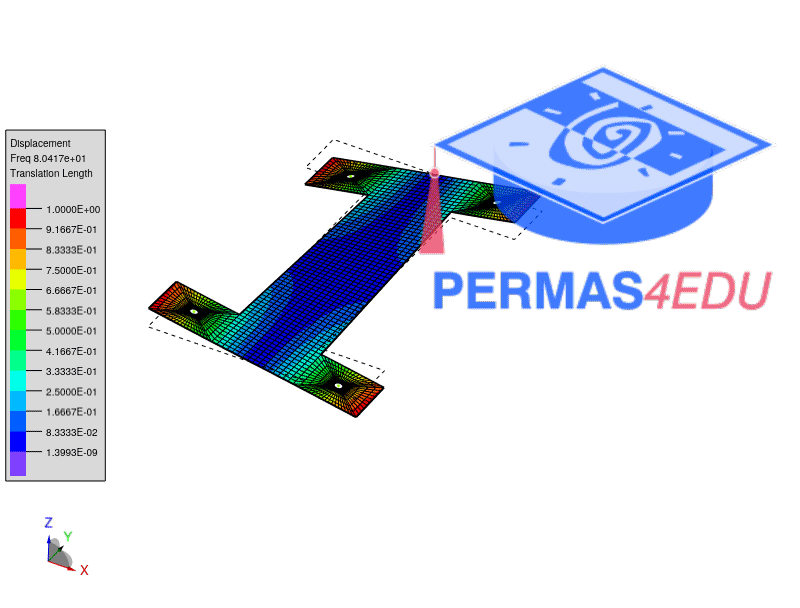 Displacement
Freq 8.0417e+01
Translation Length
1.0000E+00
9.1667E-01
8.3333E-01
7.5000E-01
6.6667E-01
5.8333E-01
5.0000E-01
4.1667E-01
3.3333E-01
2.5000E-01
1.6667E-01
8.3333E-02
1.3993E-09
PERMAS4EDU
Z
Y
X